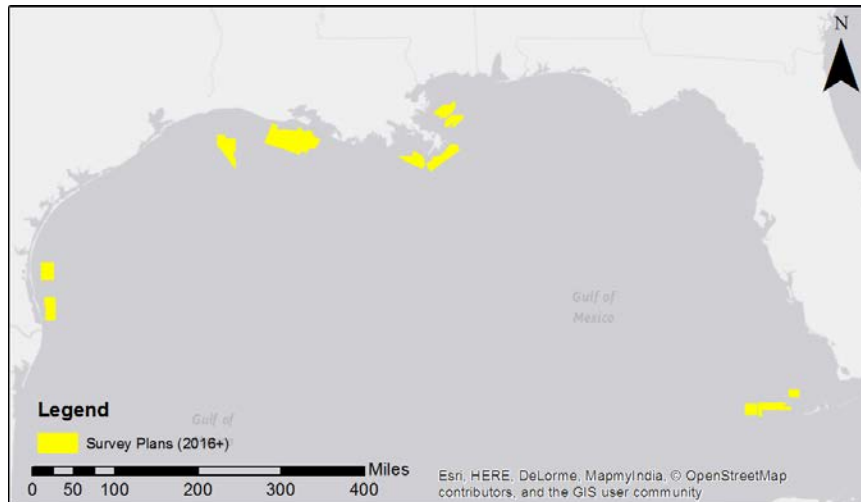 N
Gulf of
Mexico
Legend
Gulf of
Survey Plans (2016+)
Miles
0 50 100 200 300 400
Esri, HERE, DeLorme, MapmyIndia, © OpenStreetMap
contributors, and the GIS user community